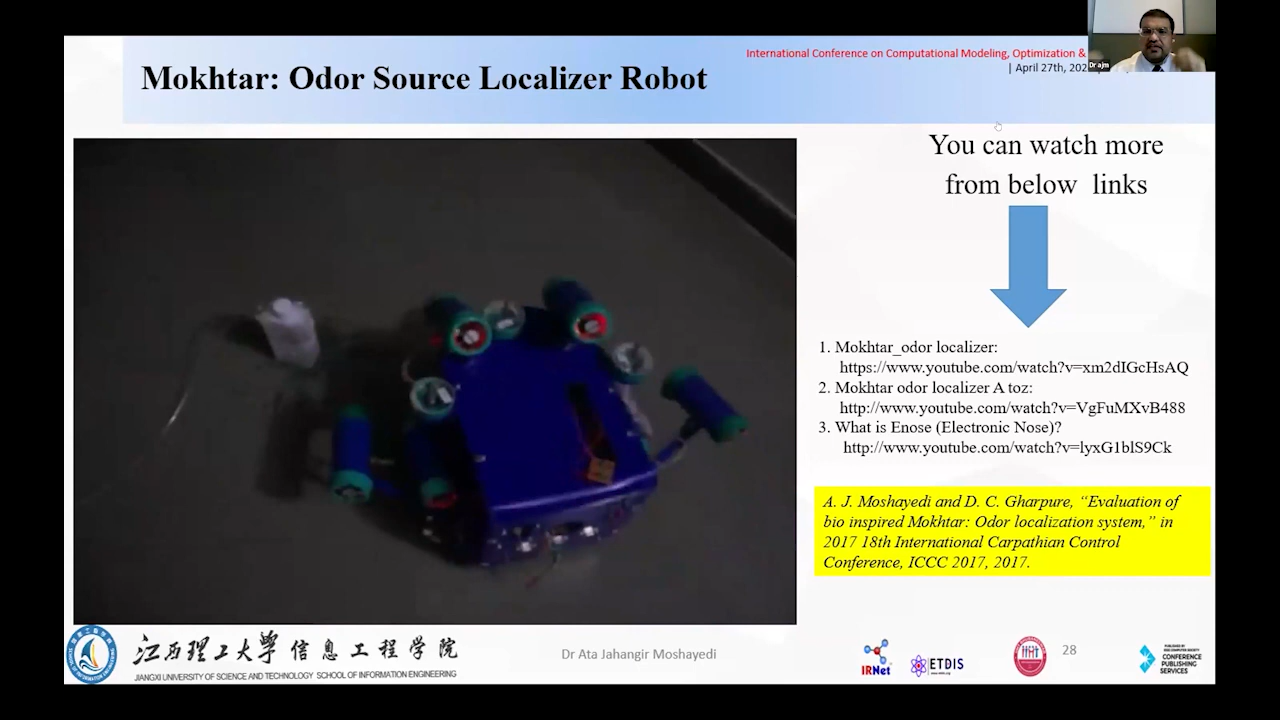 International Conference on Computational Modeling, Optimization &
| April 27th, 202
Dr ajm
Mokhtar: Odor Source Localizer Robot
You can watch more
from below links
1. Mokhtar_odor localizer:
https://www.youtube.com/watch?v=xm2dIGcHsAQ
2. Mokhtar odor localizer A toz:
http://www.youtube.com/watch?v=VgFuMXvB488
3. What is Enose (Electronic Nose)?
http://www.youtube.com/watch?v=lyxG1blS9Ck
A. J. Moshayedi and D. C. Gharpure, “Evaluation of
bio inspired Mokhtar: Odor localization system,” in
2017 18th International Carpathian Control
Conference, ICCC 2017, 2017.
江西理工大学 信息工程学院
JIANGXI UNIVERSITY OF SCIENCE AND TECHNOLOGY SCHOOL OF INFORMATION ENGINEERING
Dr Ata Jahangir Moshayedi
IRNet
ETDIS
28
CONFERENCE
PUBLISHING
SERVICES